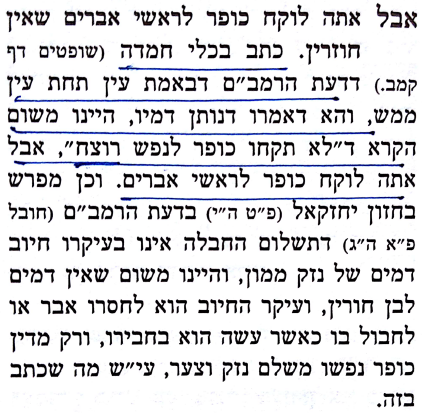 אבל אתה לוקח כופר לראשי אברים שאין
חוזרין. כתב בכלי חמדה (שופטים דף
קמב.) דדעת הרמב"ם דבאמת עין תחת עין
ממש, והא דאמרו דנותן דמיו, היינו משום
הקרא ד"לא תקחו כופר לנפש רוצח", אבל
אתה לוקח כופר לראשי אברים. וכן מפרש
בחזון יחזקאל (פ"ט ה"י) בדעת הרמב"ם (חובל
פ"א ה"ג) דתשלום החבלה אינו בעיקרו חיוב
דמים של נזק ממון, והיינו משום שאין דמים
לבן חורין, ועיקר החיוב הוא לחסרו אבר או
לחבול בו כאשר עשה הוא בחבירו, ורק מדין
כופר נפשו משלם נזק וצער, עי"ש מה שכתב
בזה.